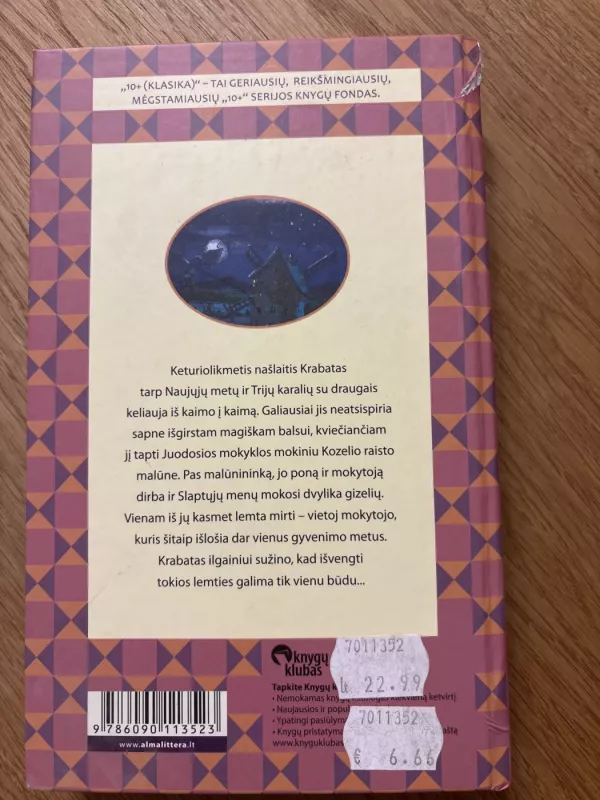 „10+ (KLASIKA)“ – TAI GERIAUSIŲ, REIKŠMINGIAUSIŲ,
MĖGSTAMIAUSIŲ „10+“ SERIJOS KNYGŲ FONDAS.
Keturiolikmetis našlaitis Krabatas
tarp Naujųjų metų ir Trijų karalių su draugais
keliauja iš kaimo į kaimą. Galiausiai jis neatsispiria
sapne išgirstam magiškam balsui, kviečiančiam
jį tapti Juodosios mokyklos mokiniu Kozelio raisto
malūne. Pas malūnininką, jo poną ir mokytoją
dirba ir Slaptųjų menų mokosi dvylika gizelių.
Vienam iš jų kasmet lemta mirti – vietoj mokytojo,
kuris šitaip išlošia dar vienus gyvenimo metus.
Krabatas ilgainiui sužino, kad išvengti
tokios lemties galima tik vienu būdu...
knygų
klubas
7011352
Lt 22.99
7011352
€ 6.66
Tapkite Knygų
• Nemokamas knygų ketvirtį
• Naujausios ir
• Ypatingi
• Knygų
www.knyguklubas
9 786090 113523
www.almalittera.lt